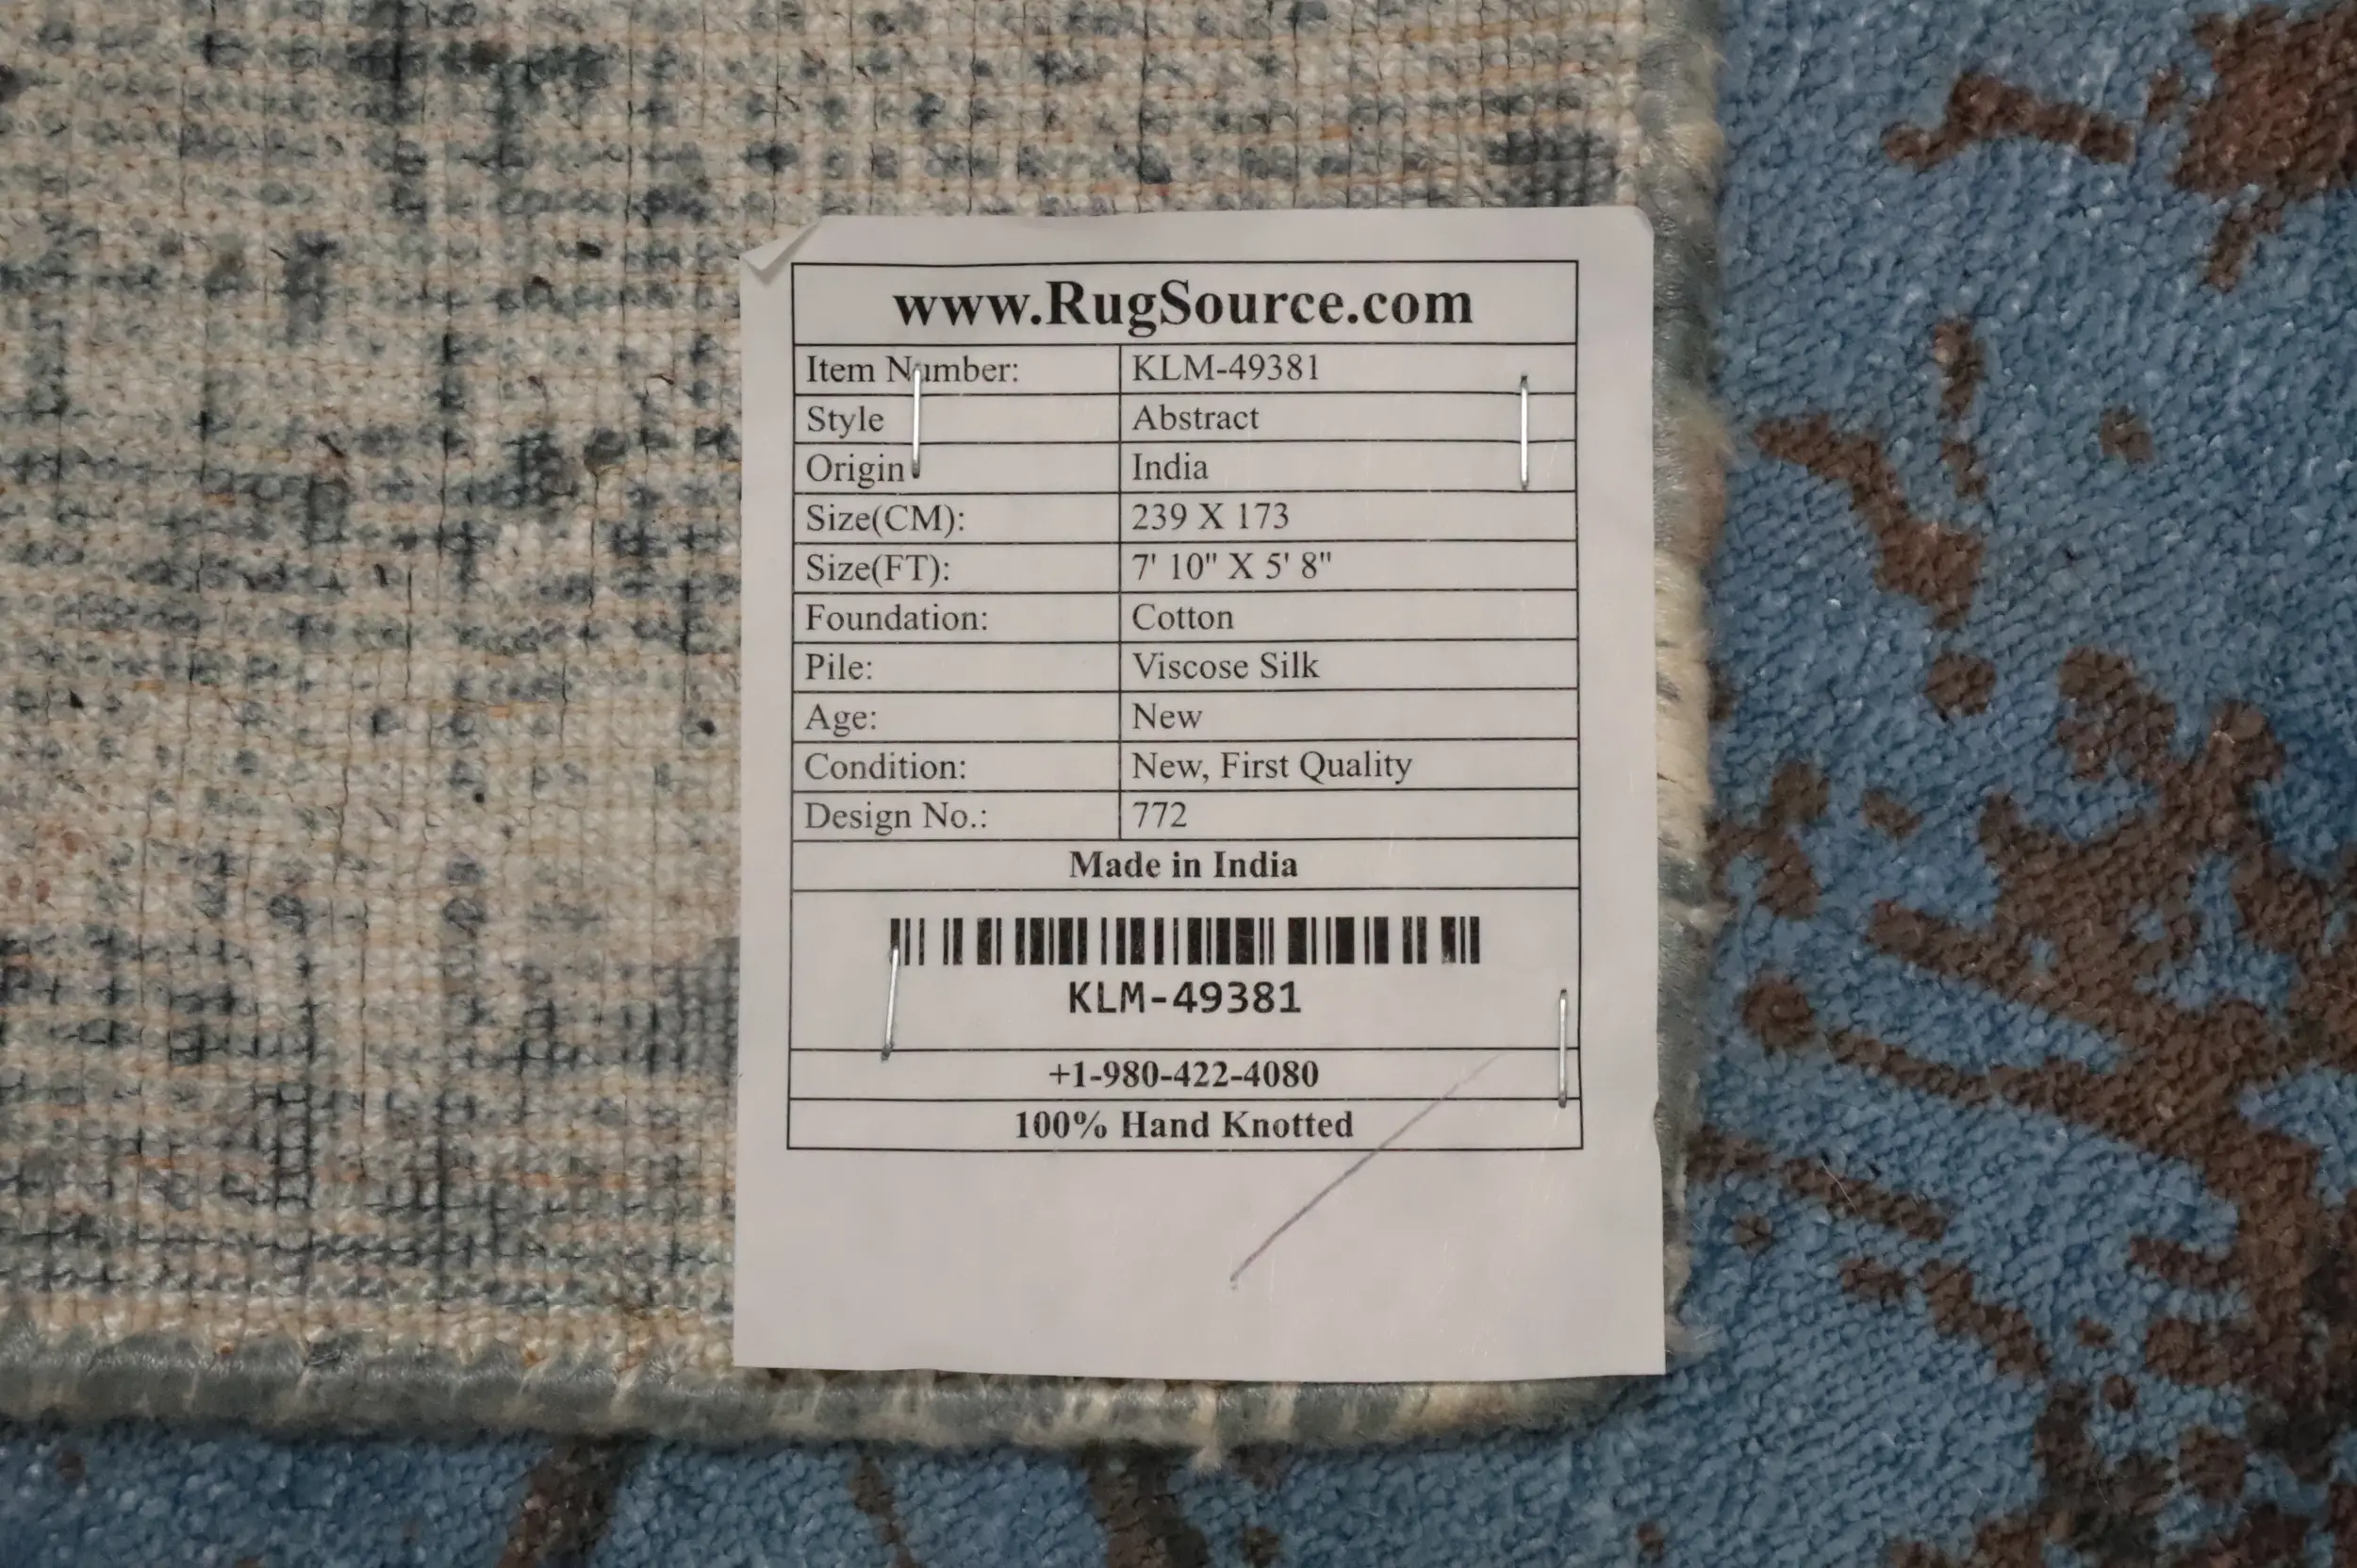 www.RugSource.com
Item Number: KLM-49381
Style Abstract
Origin India
Size(CM): 239 X 173
Size(FT): 7' 10" X 5' 8"
Foundation: Cotton
Pile: Viscose Silk
Age: New
Condition: New, First Quality
Design No.: 772
Made in India
KLM-49381
+1-980-422-4080
100% Hand Knotted